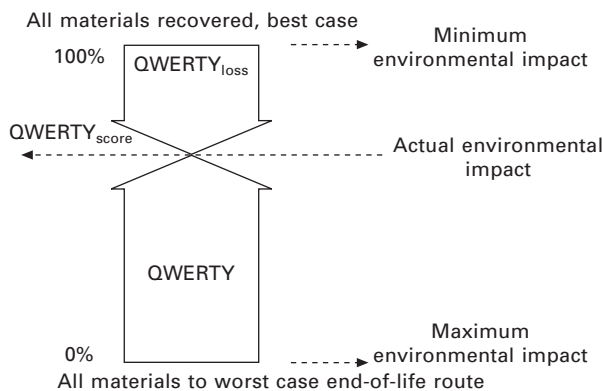 All materials recovered, best case
100%
QWERTYloss
Minimum
environmental impact
QWERTYscore
Actual environmental
impact
QWERTY
0%
Maximum
environmental impact
All materials to worst case end-of-life route